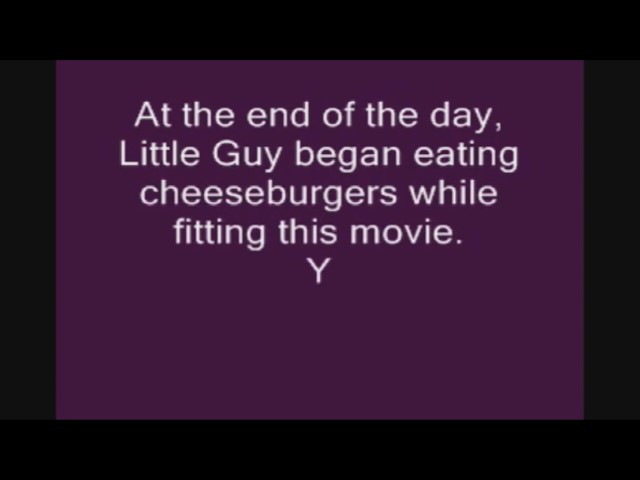 At the end of the day,
Little Guy began eating
cheeseburgers while
fitting this movie.
Y